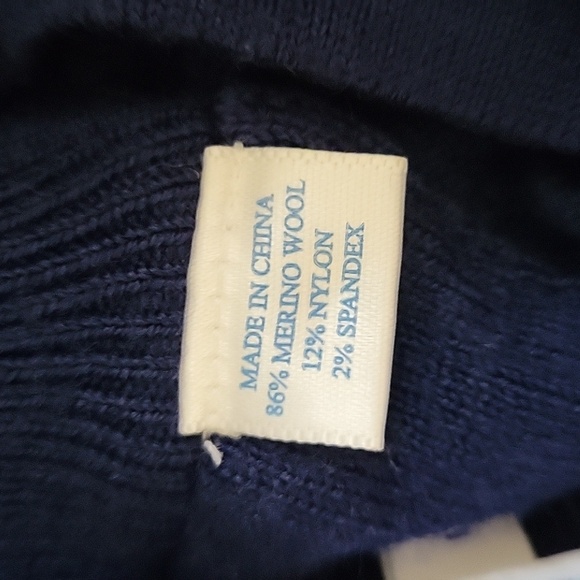 MADE IN CHINA
86% MERINO WOOL
12% NYLON
2% SPANDEX